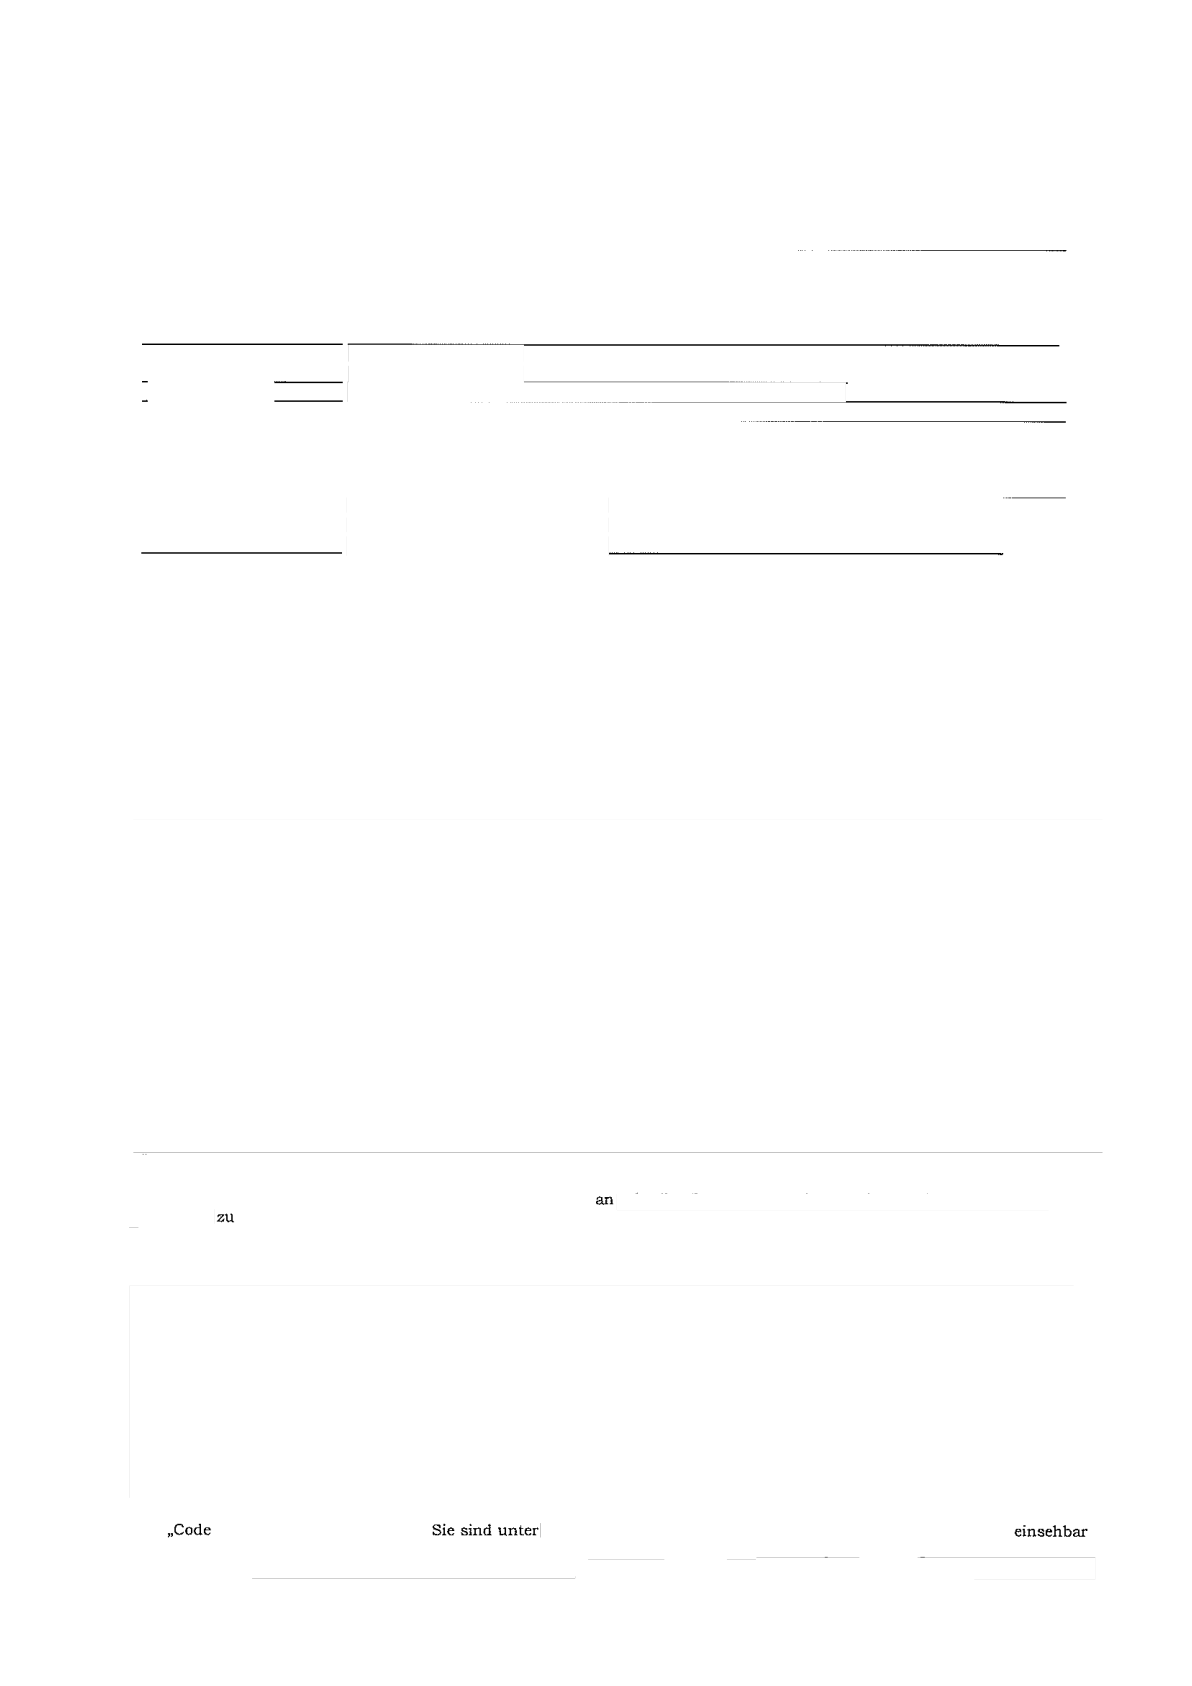 an
zu
„Code Sie sind unter einsehbar